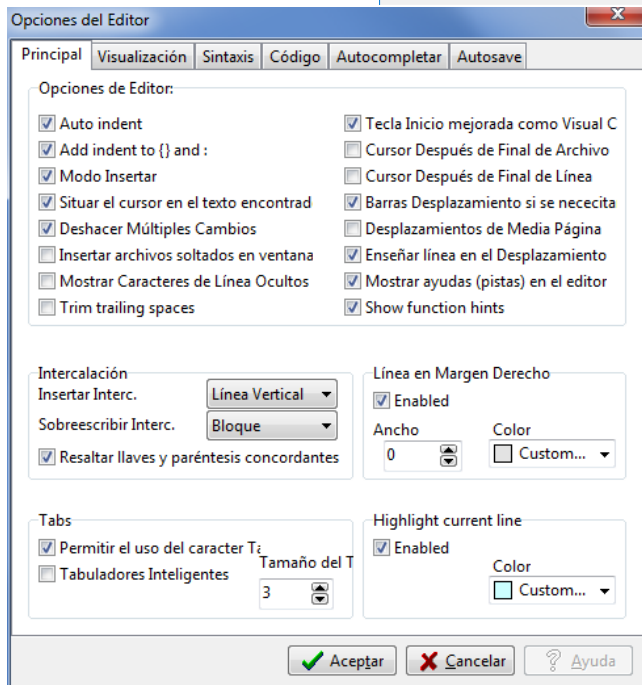 Opciones del Editor
Principal Visualización Sintaxis Código Autocompletar Autosave
Opciones de Editor:
Auto indent
Add indent to {} and :
Modo Insertar
Situar el cursor en el texto encontrad
Deshacer Múltiples Cambios
Insertar archivos soltados en ventana
Mostrar Caracteres de Línea Ocultos
Trim trailing spaces
Tecla Inicio mejorada como Visual C
Cursor Después de Final de Archivo
Cursor Después de Final de Línea
Barras Desplazamiento si se nececita
Desplazamientos de Media Página
Enseñar línea en el Desplazamiento
Mostrar ayudas (pistas) en el editor
Show function hints
Intercalación
Insertar Interc. Línea Vertical
Sobreescribir Interc. Bloque
Resaltar llaves y paréntesis concordantes
Línea en Margen Derecho
Enabled
Ancho Color
0 Custom...
Tabs
Permitir el uso del caracter Ta
Tabuladores Inteligentes
Tamaño del T
3
Highlight current line
Enabled
Color
Custom...
Aceptar Cancelar Ayuda